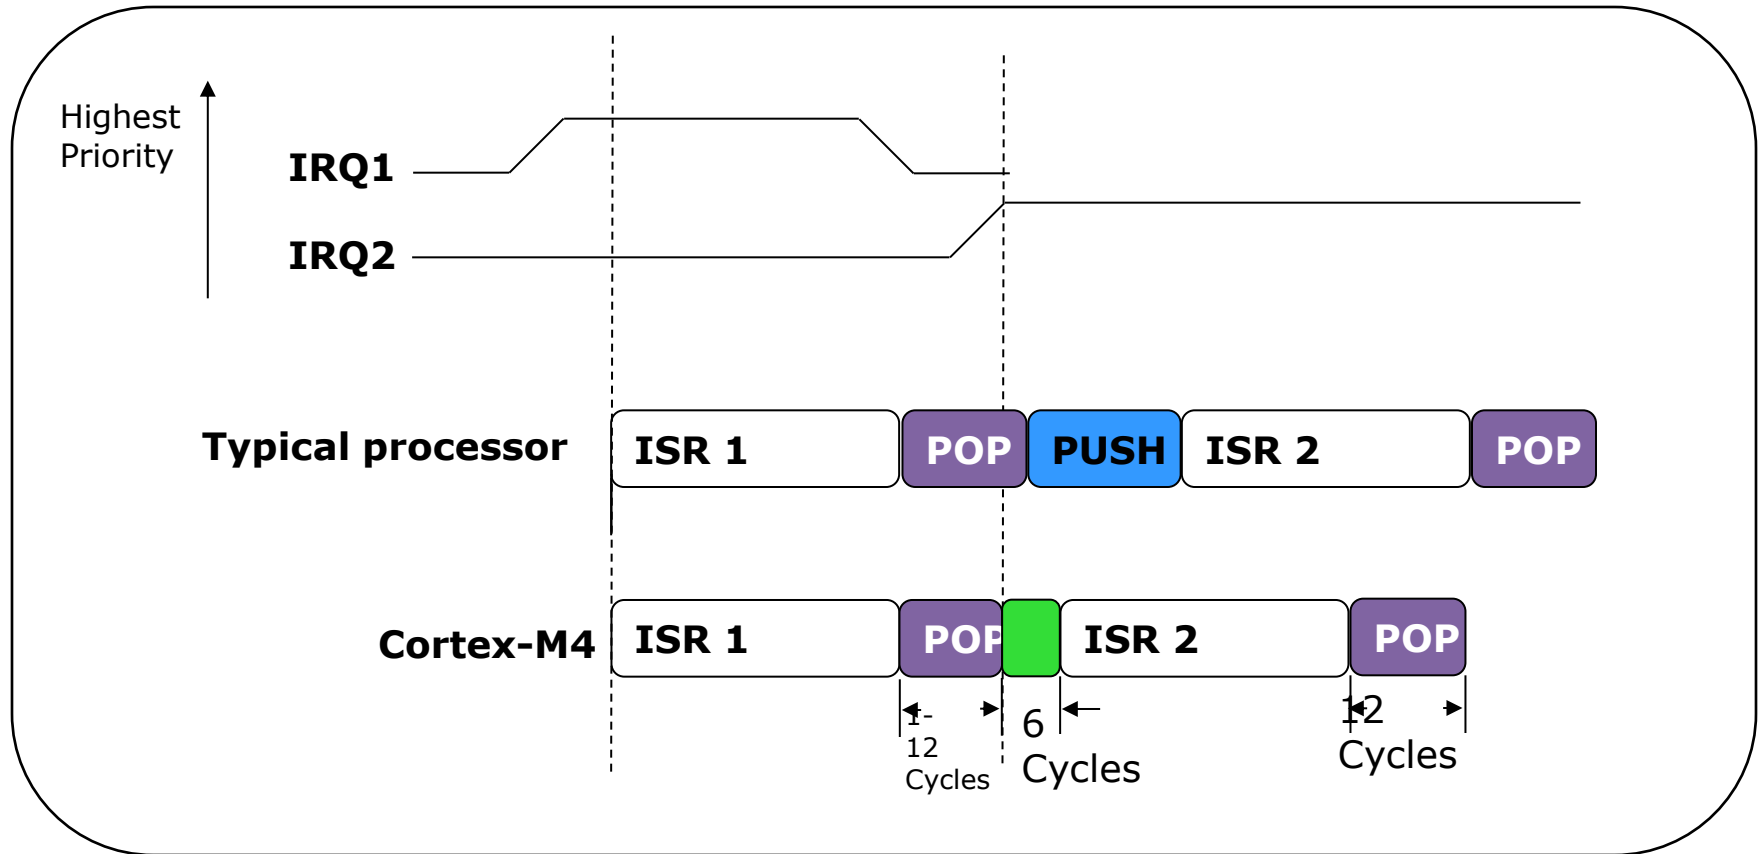 Highest
Priority
IRQ1
IRQ2
Typical processor
ISR 1
POP
PUSH
ISR 2
POP
Cortex-M4
ISR 1
POP
ISR 2
POP
1-
12
Cycles
6
Cycles
12
Cycles